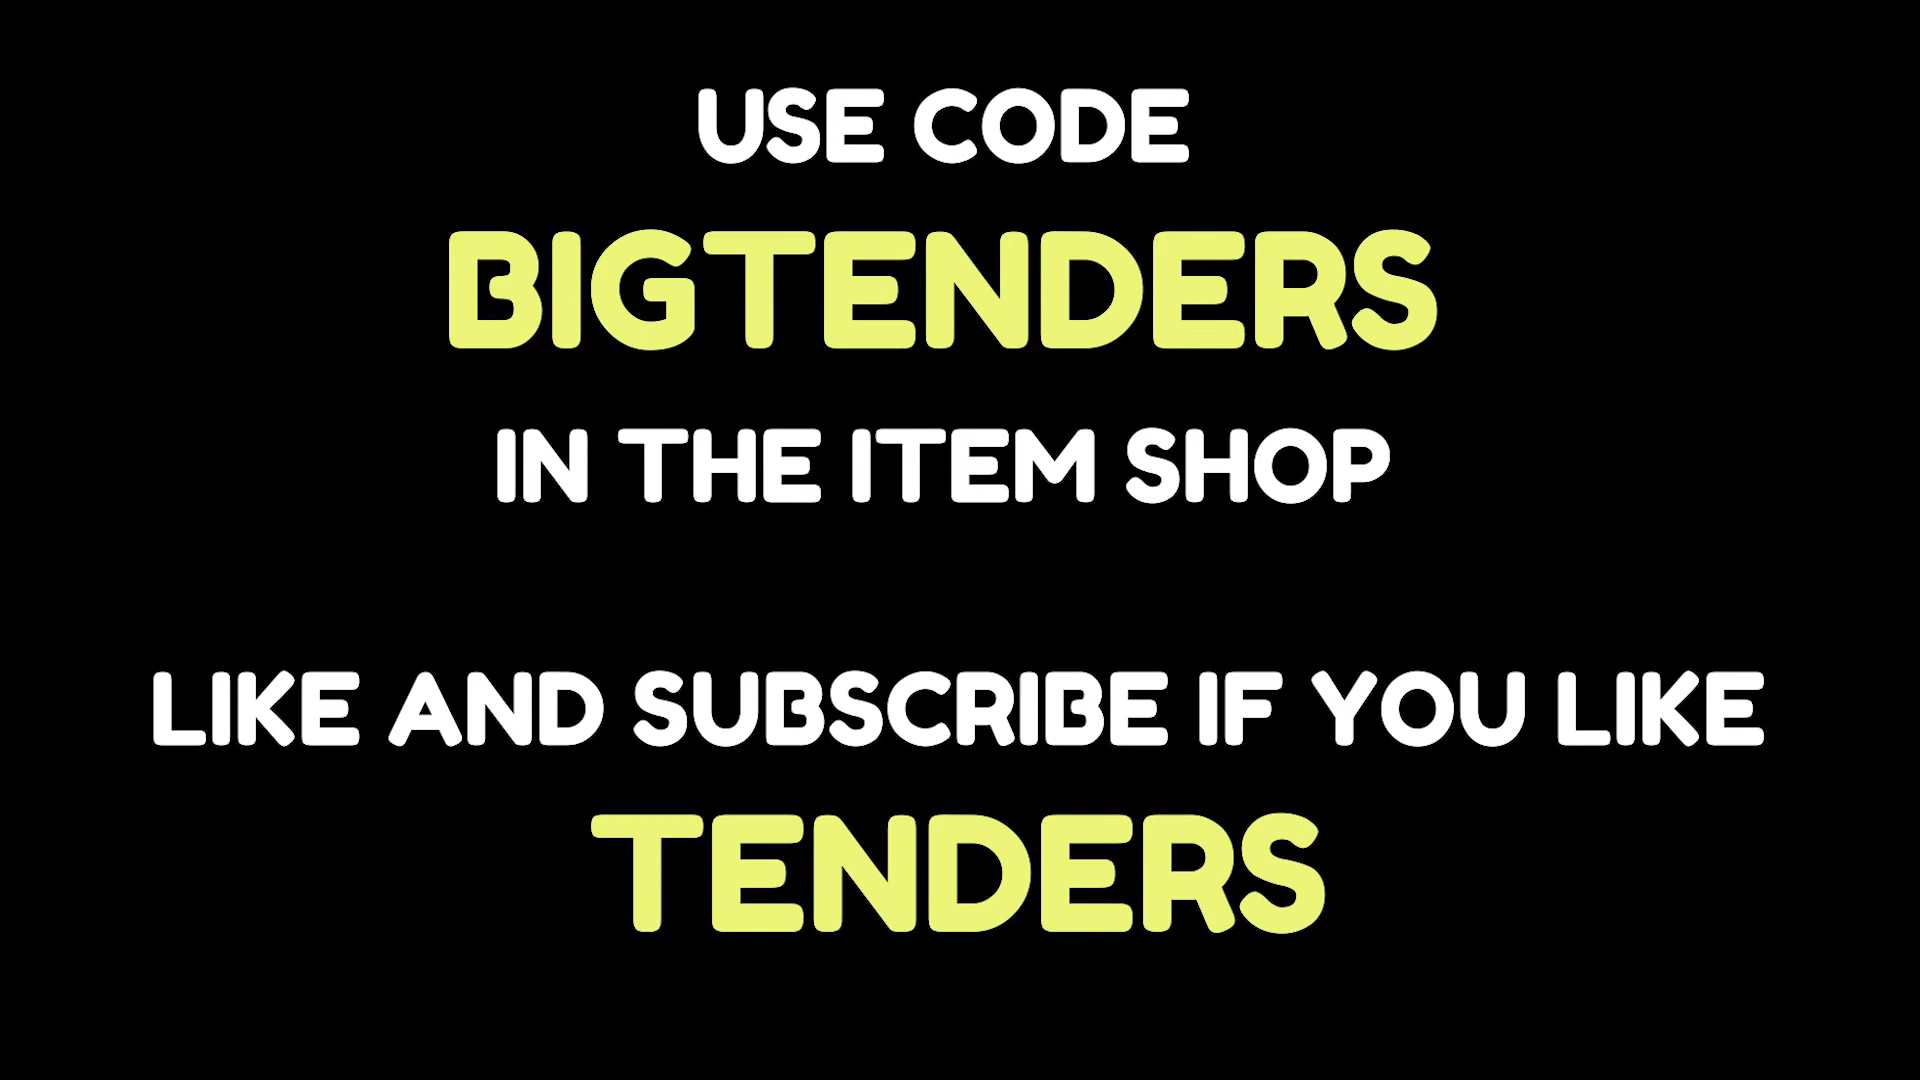 USE CODE
BIGTENDERS
IN THE ITEM SHOP
LIKE AND SUBSCRIBE IF YOU LIKE
TENDERS